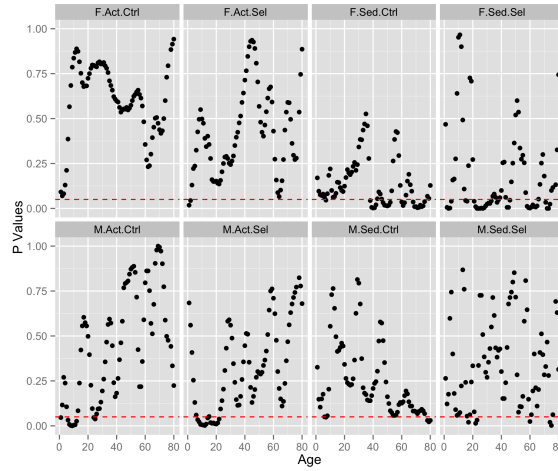 F.Act.Ctrl F.Act.Sel F.Sed.Ctrl F.Sed.Sel
1.00
0.75
0.50
0.25
0.00
P Values
M.Act.Ctrl M.Act.Sel M.Sed.Ctrl M.Sed.Sel
1.00
0.75
0.50
0.25
0.00
0 20 40 60 80 0 20 40 60 80 0 20 40 60 80 0 20 40 60 80
Age